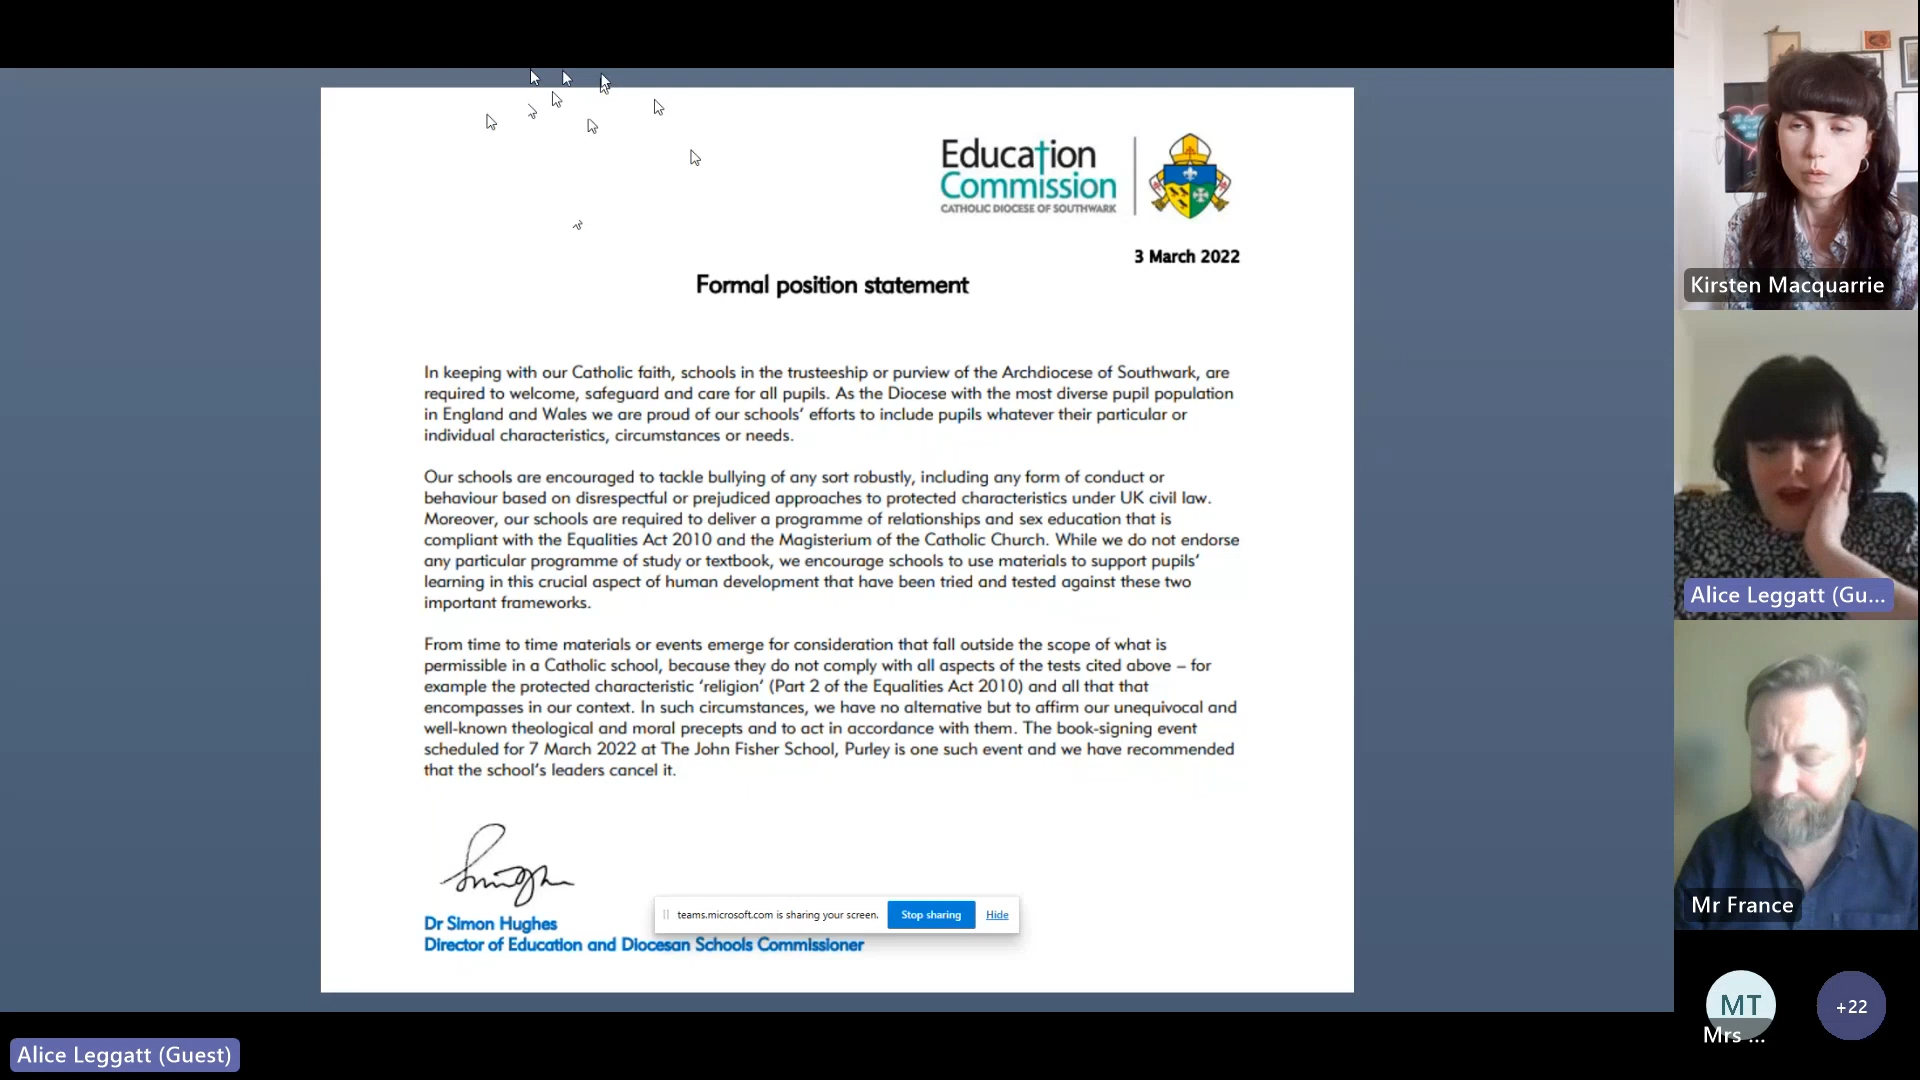 Education
Commission
CATHOLIC DIOCESE OF SOUTHWARK
3 March 2022
Formal position statement
In keeping with our Catholic faith, schools in the trusteeship or purview of the Archdiocese of Southwark, are
required to welcome, safeguard and care for all pupils. As the Diocese with the most diverse pupil population
in England and Wales we are proud of our schools’ efforts to include pupils whatever their particular or
individual characteristics, circumstances or needs.
Our schools are encouraged to tackle bullying of any sort robustly, including any form of conduct or
behaviour based on disrespectful or prejudiced approaches to protected characteristics under UK civil law.
Moreover, our schools are required to deliver a programme of relationships and sex education that is
compliant with the Equalities Act 2010 and the Magisterium of the Catholic Church. While we do not endorse
any particular programme of study or textbook, we encourage schools to use materials to support pupils’
learning in this crucial aspect of human development that have been tried and tested against these two
important frameworks.
From time to time materials or events emerge for consideration that fall outside the scope of what is
permissible in a Catholic school, because they do not comply with all aspects of the tests cited above – for
example the protected characteristic ‘religion’ (Part 2 of the Equalities Act 2010) and all that that
encompasses in our context. In such circumstances, we have no alternative but to affirm our unequivocal and
well-known theological and moral precepts and to act in accordance with them. The book-signing event
scheduled for 7 March 2022 at The John Fisher School, Purley is one such event and we have recommended
that the school’s leaders cancel it.
Dr Simon Hughes
Director of Education and Diocesan Schools Commissioner
teams.microsoft.com is sharing your screen.
Stop sharing
Hide
Kirsten Macquarrie
Alice Leggatt (Gu...
Mr France
MT
Mrs ...
+22
Alice Leggatt (Guest)